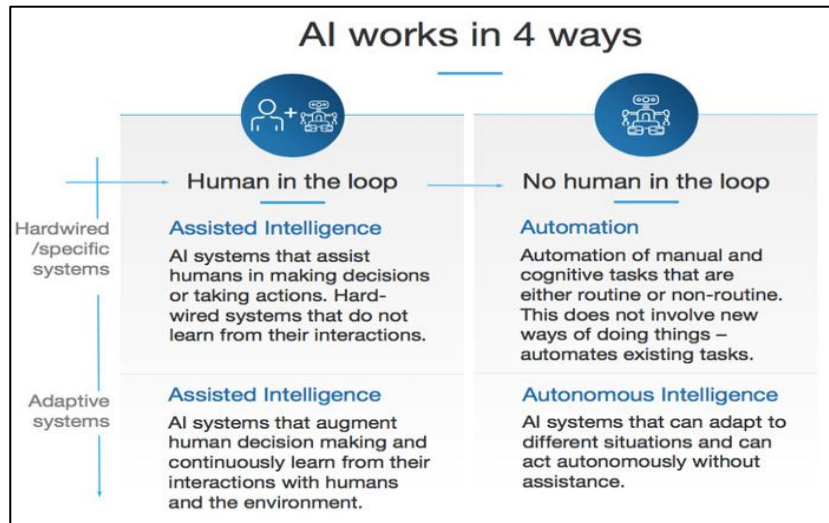 AI works in 4 ways
Human in the loop
No human in the loop
Hardwired
/specific
systems
Assisted Intelligence
AI systems that assist
humans in making decisions
or taking actions. Hard-
wired systems that do not
learn from their interactions.
Automation
Automation of manual and
cognitive tasks that are
either routine or non-routine.
This does not involve new
ways of doing things –
automates existing tasks.
Adaptive
systems
Assisted Intelligence
AI systems that augment
human decision making and
continuously learn from their
interactions with humans
and the environment.
Autonomous Intelligence
AI systems that can adapt to
different situations and can
act autonomously without
assistance.